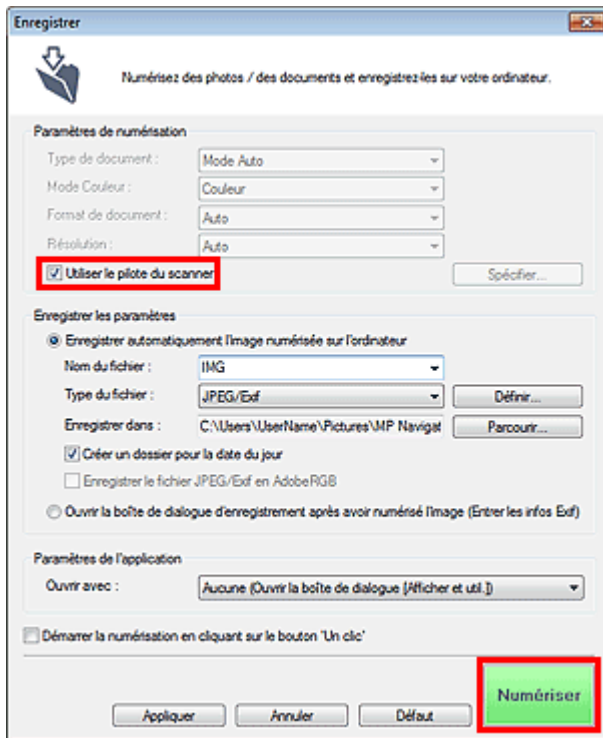 Enregistrer
Numérisez des photos / des documents et enregistrez-les sur votre ordinateur.
Paramètres de numérisation
Type de document : Mode Auto
Mode Couleur : Couleur
Format de document : Auto
Résolution : Auto
Utiliser le pilote du scanner Spécifier...
Enregistrer les paramètres
Enregistrer automatiquement l'image numérisée sur l'ordinateur
Nom du fichier : IMG
Type du fichier : JPEG/Exif Définir...
Enregistrer dans : C:\Users\UserName\Pictures\MP Navigat Parcourir...
Créer un dossier pour la date du jour
Enregistrer le fichier JPEG/Exif en AdobeRGB
Ouvrir la boîte de dialogue d'enregistrement après avoir numérisé l'image (Entrer les infos Exif)
Paramètres de l'application
Ouvrir avec : Aucune (Ouvrir la boîte de dialogue [Afficher et util.])
Démarrer la numérisation en cliquant sur le bouton 'Un clic'
Appliquer Annuler Défaut Numériser